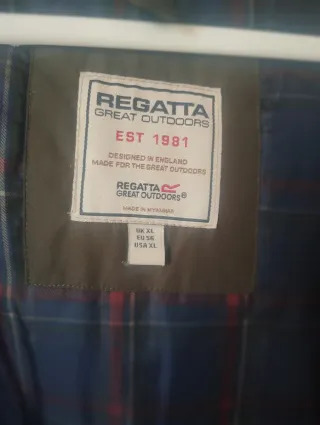 REGATTA
GREAT OUTDOORS
EST 1981
DESIGNED IN ENGLAND
MADE FOR THE GREAT OUTDOORS
REGATTA
GREAT OUTDOORS®
MADE IN MYANMAR
UK XL
EU 56
USA XL